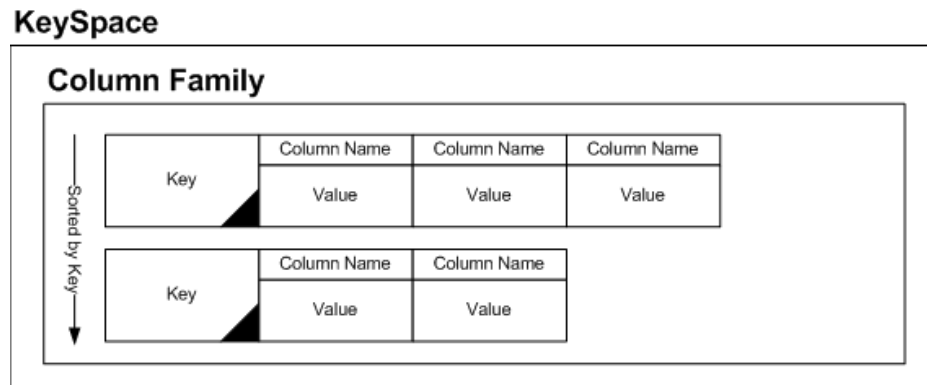 KeySpace
Column Family
Sorted by Key
Column Name Column Name Column Name
Key
Value Value Value
Column Name Column Name
Key
Value Value